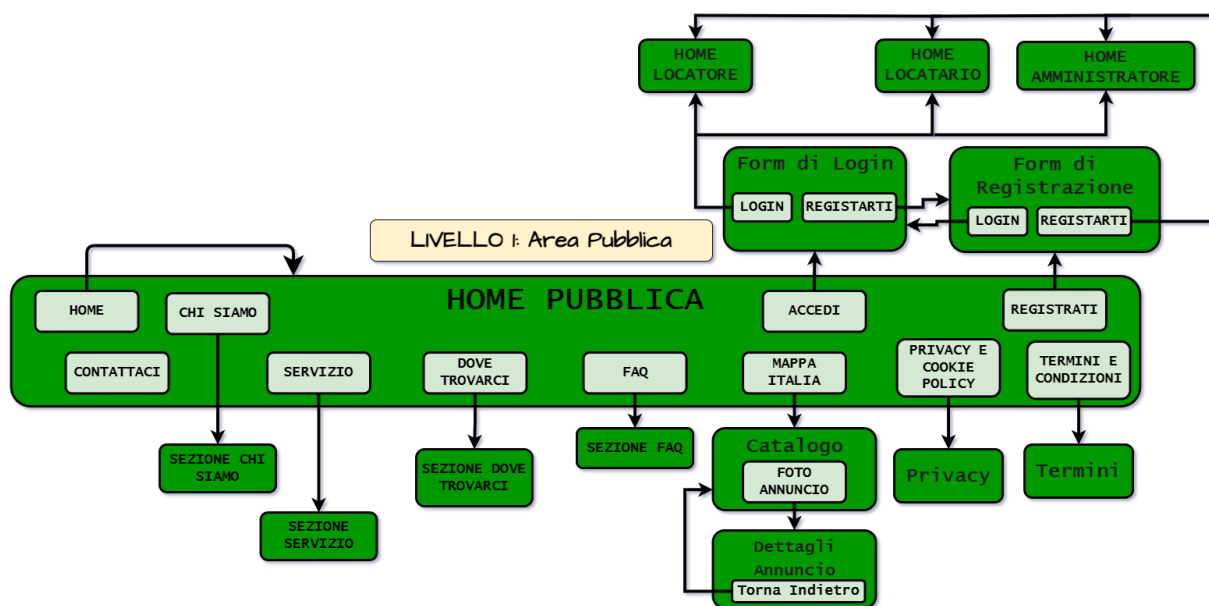 HOME
LOCATORE
HOME
LOCATARIO
HOME
AMMINISTRATORE
Form di Login
LOGIN
REGISTARTI
Form di
Registrazione
LOGIN
REGISTARTI
LIVELLO 1: Area Pubblica
HOME PUBBLICA
HOME
CHI SIAMO
ACCEDI
REGISTRATI
CONTATTACI
SERVIZIO
DOVE
TROVARCI
FAQ
MAPPA
ITALIA
PRIVACY E
COOKIE
POLICY
TERMINI E
CONDIZIONI
SEZIONE CHI
SIAMO
SEZIONE
SERVIZIO
SEZIONE DOVE
TROVARCI
SEZIONE FAQ
Catalogo
FOTO
ANNUNCIO
Dettagli
Annuncio
Torna Indietro
Privacy
Termini